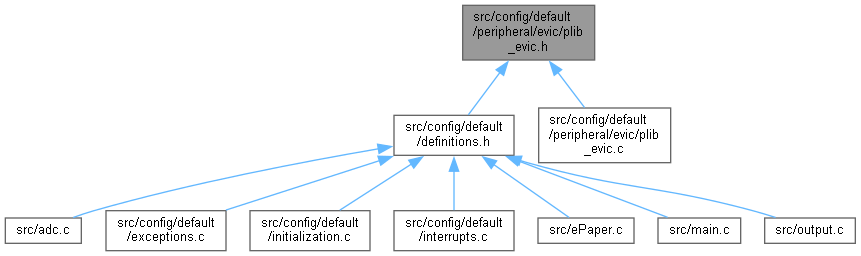 src/config/default
/peripheral/evic/plib
_evic.h
src/config/default
/definitions.h
src/config/default
/peripheral/evic/plib
_evic.c
src/adc.c
src/config/default
/exceptions.c
src/config/default
/initialization.c
src/config/default
/interrupts.c
src/ePaper.c
src/main.c
src/output.c